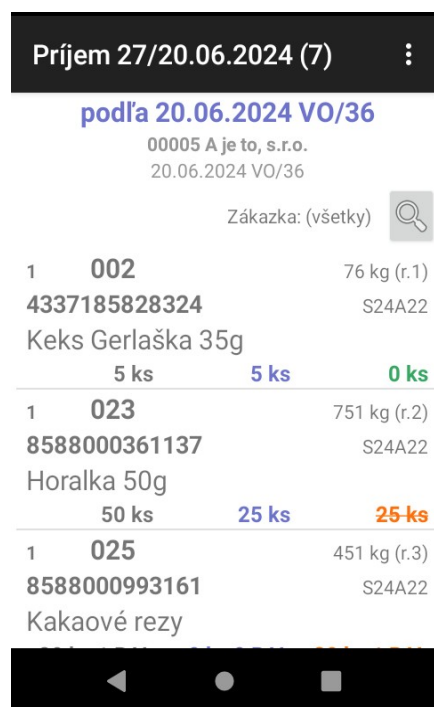 Príjem 27/20.06.2024 (7)
podľa 20.06.2024 VO/36
00005 A je to, s.r.o.
20.06.2024 VO/36
Zákazka: (všetky)
1 002 76 kg (r.1)
4337185828324 S24A22
Keks Gerlaška 35g
5 ks 5 ks 0 ks
1 023 751 kg (r.2)
8588000361137 S24A22
Horalka 50g
50 ks 25 ks 25 ks
1 025 451 kg (r.3)
8588000993161 S24A22
Kakaové rezy